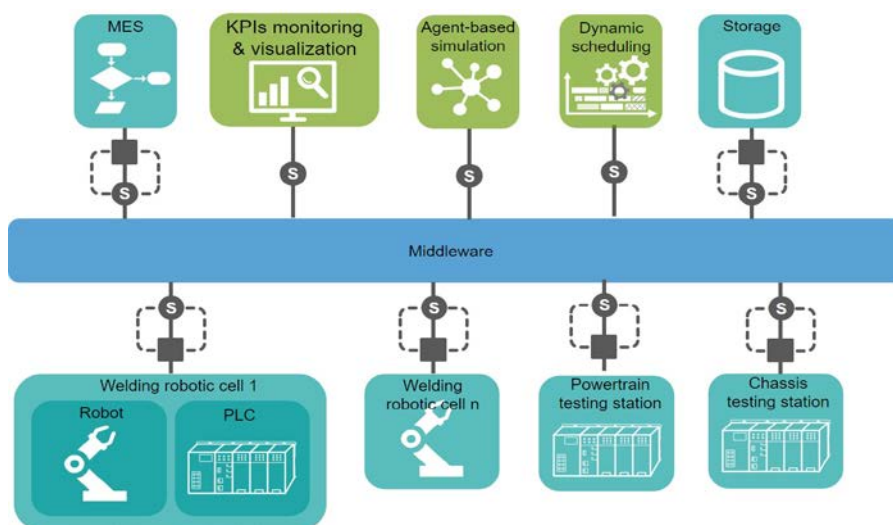 MES
KPIs monitoring
& visualization
Agent-based
simulation
Dynamic
scheduling
Storage
S
S
S
S
S
Middleware
S
S
S
S
Welding robotic cell 1
Robot
PLC
Welding
robotic cell n
Powertrain
testing station
Chassis
testing station